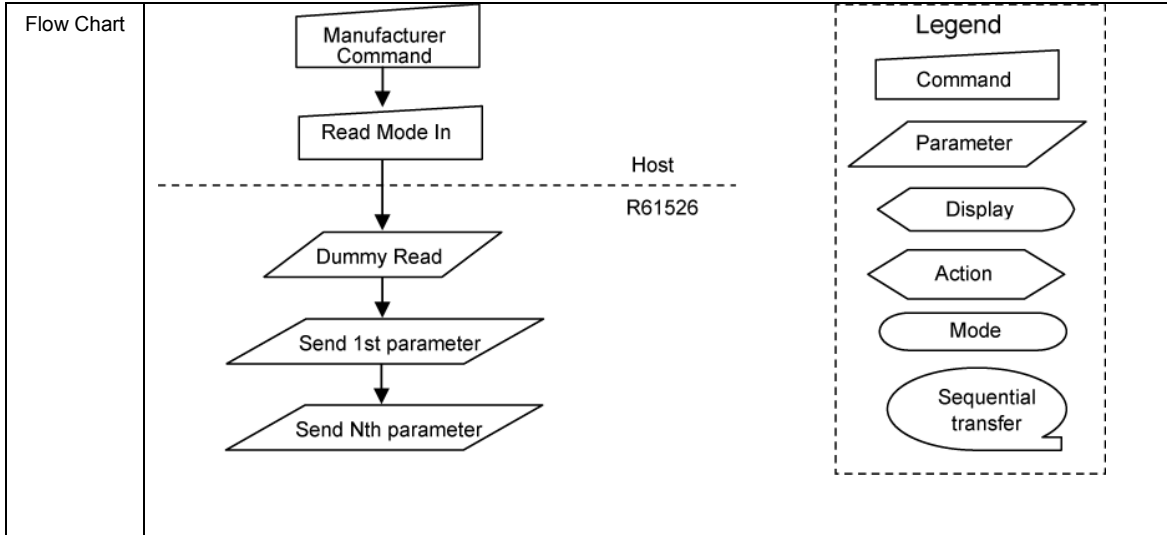 Flow Chart
Manufacturer
Command
Read Mode In
Host
R61526
Dummy Read
Send 1st parameter
Send Nth parameter
Legend
Command
Parameter
Display
Action
Mode
Sequential
transfer